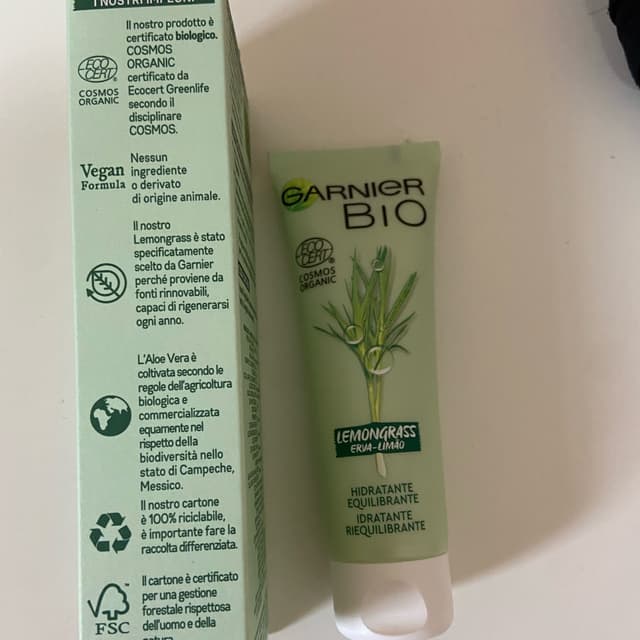 I NOSTRI IMPEGNI
Il nostro prodotto è
certificato biologico.
COSMOS
ORGANIC
certificato da
Ecocert Greenlife
secondo il
disciplinare
COSMOS.
ECO
CERT
COSMOS
ORGANIC
Vegan
Formula
Nessun
ingrediente
o derivato
di origine animale.
Il nostro
Lemongrass è stato
specificatamente
scelto da Garnier
perché proviene da
fonti rinnovabili,
capaci di rigenerarsi
ogni anno.
L'Aloe Vera è
coltivata secondo le
regole dell'agricoltura
biologica e
commercializzata
equamente nel
rispetto della
biodiversità nello
stato di Campeche,
Messico.
Il nostro cartone
è 100% riciclabile,
è importante fare la
raccolta differenziata.
FSC
Il cartone è certificato
per una gestione
forestale rispettosa
dell'uomo e della
natura
GARNIER
BIO
ECO
CERT
COSMOS
ORGANIC
LEMONGRASS
ERVA-LIMÃO
HIDRATANTE
EQUILIBRANTE
IDRATANTE
RIEQUILIBRANTE